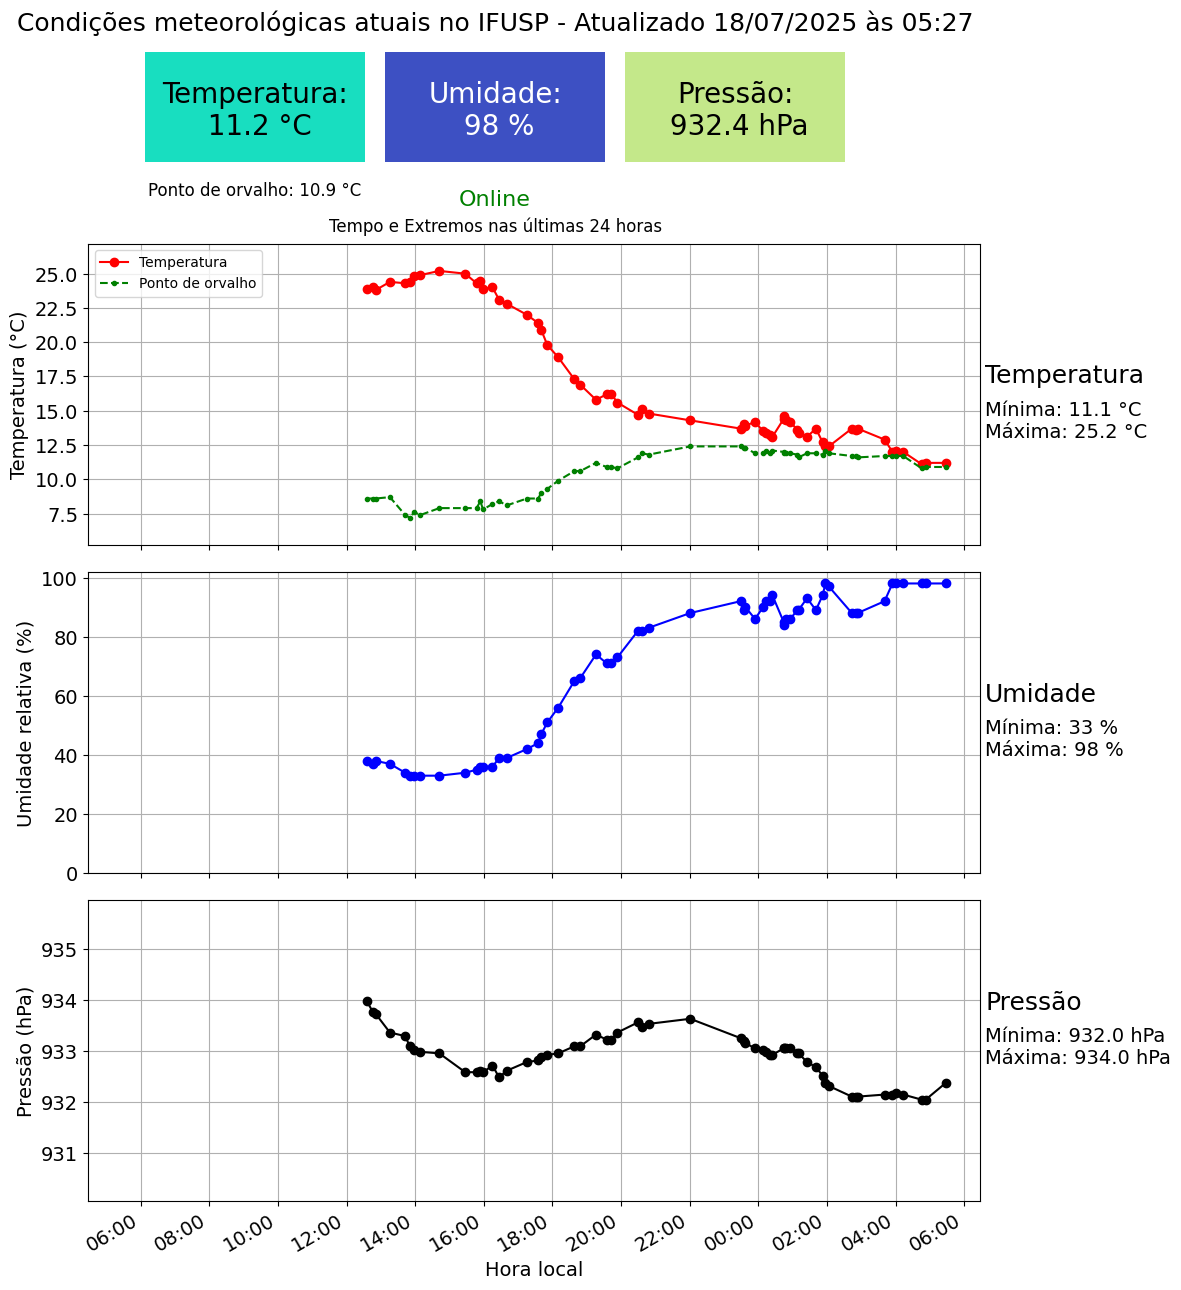 Condições meteorológicas atuais no IFUSP - Atualizado 18/07/2025 às 05:27
Temperatura:
11.2 °C
Umidade:
98 %
Pressão:
932.4 hPa
Ponto de orvalho: 10.9 °C
Online
Tempo e Extremos nas últimas 24 horas
Temperatura
Ponto de orvalho
Temperatura (°C)
25.0
22.5
20.0
17.5
15.0
12.5
10.0
7.5
Temperatura
Mínima: 11.1 °C
Máxima: 25.2 °C
Umidade relativa (%)
100
80
60
40
20
0
Umidade
Mínima: 33 %
Máxima: 98 %
Pressão (hPa)
935
934
933
932
931
Pressão
Mínima: 932.0 hPa
Máxima: 934.0 hPa
06:00
08:00
10:00
12:00
14:00
16:00
18:00
20:00
22:00
00:00
02:00
04:00
06:00
Hora local